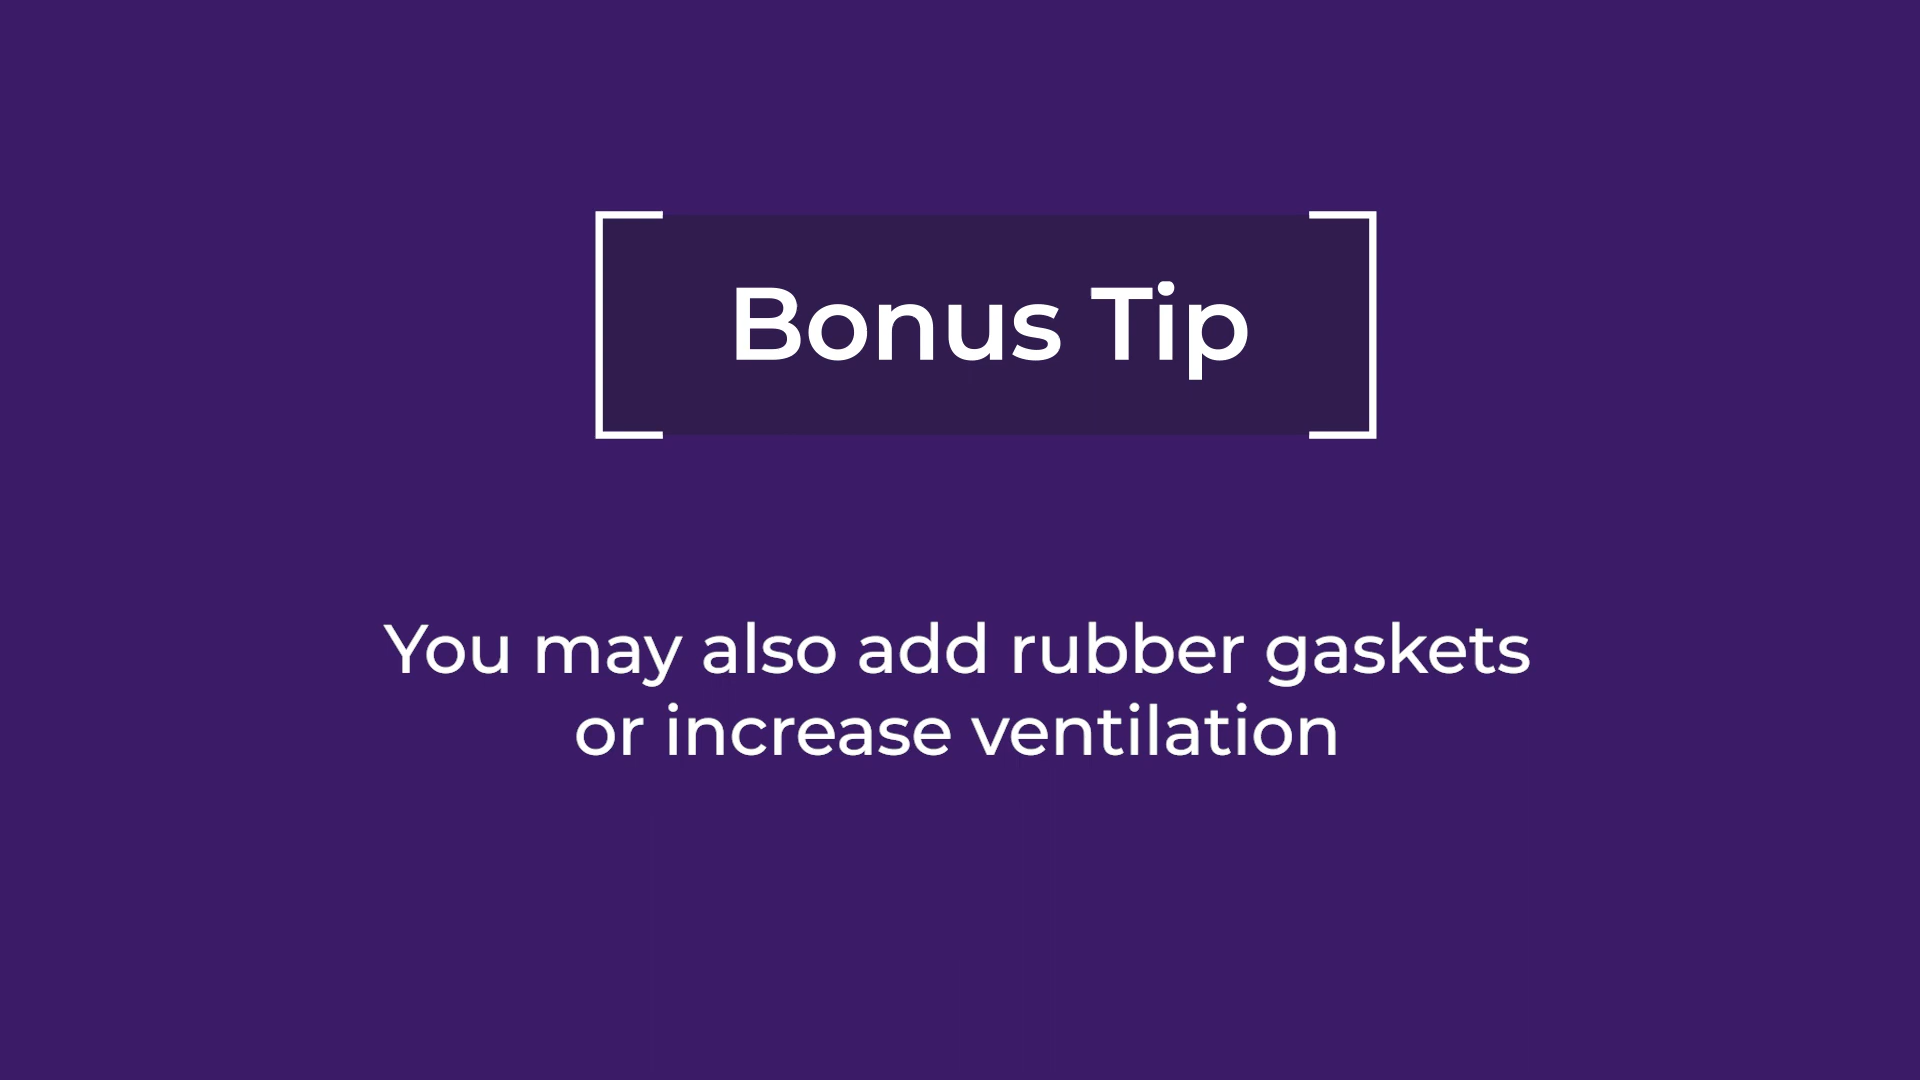 Bonus Tip
You may also add rubber gaskets
or increase ventilation